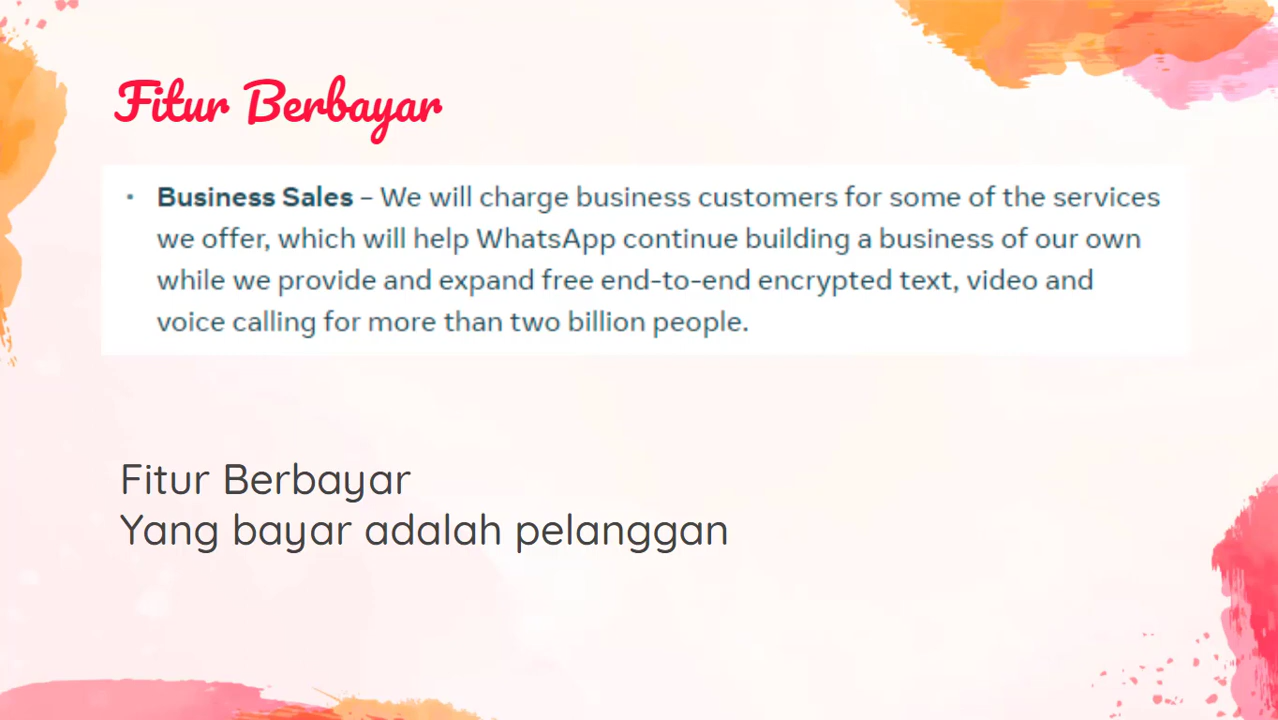 Fitur Berbayar
• Business Sales – We will charge business customers for some of the services
we offer, which will help WhatsApp continue building a business of our own
while we provide and expand free end-to-end encrypted text, video and
voice calling for more than two billion people.
Fitur Berbayar
Yang bayar adalah pelanggan